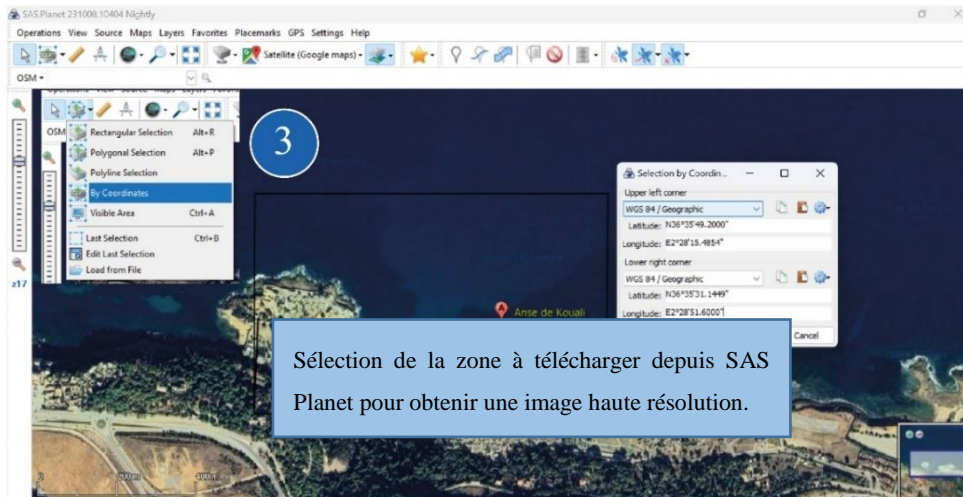 SAS.Planet 231008.10404 Nightly
Operations View Source Maps Layers Favorites Placemarks GPS Settings Help
Satellite (Google maps)
OSM
OSM
Rectangular Selection Alt+R
Polygonal Selection Alt+P
Polyline Selection
By Coordinates
Visible Area Ctrl+A
Last Selection Ctrl+B
Edit Last Selection
Load from File
z17
3
Selection by Coordin...
Upper left corner
WGS 84 / Geographic
Latitude: N36°35'49.2000"
Longitude: E2°28'15.4854"
Lower right corner
WGS 84 / Geographic
Latitude: N36°35'31.1449"
Longitude: E2°28'51.6000"
Cancel
A
Anse de Kouali
Sélection de la zone à télécharger depuis SAS
Planet pour obtenir une image haute résolution.
0 200 m 400 m